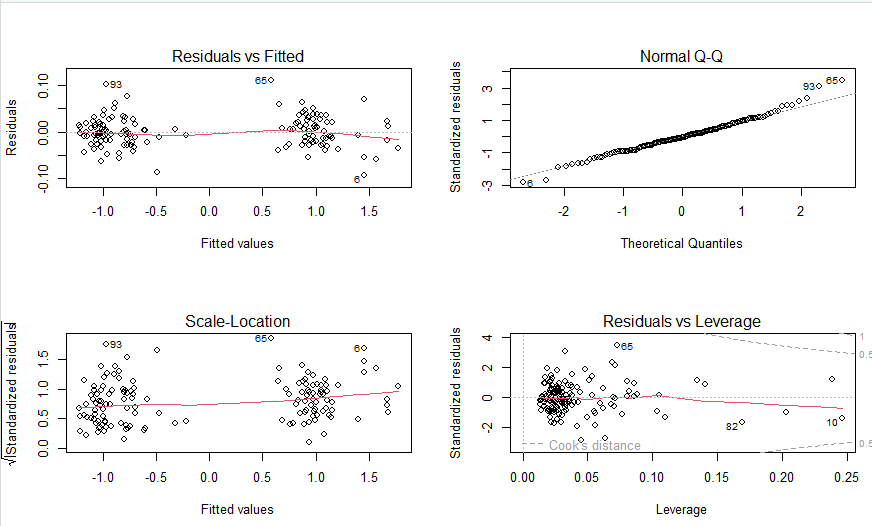 Residuals vs Fitted
Residuals
0.10
0.00
-0.10
93
65
6
-1.0 -0.5 0.0 0.5 1.0 1.5
Fitted values
Normal Q-Q
Standardized residuals
3
1
-1
-3
93
65
6
-2 -1 0 1 2
Theoretical Quantiles
Scale-Location
√|Standardized residuals|
1.5
1.0
0.5
0.0
93
65
6
-1.0 -0.5 0.0 0.5 1.0 1.5
Fitted values
Residuals vs Leverage
Standardized residuals
4
2
0
-2
65
82
10
1
0.5
0.5
Cook's distance
0.00 0.05 0.10 0.15 0.20 0.25
Leverage